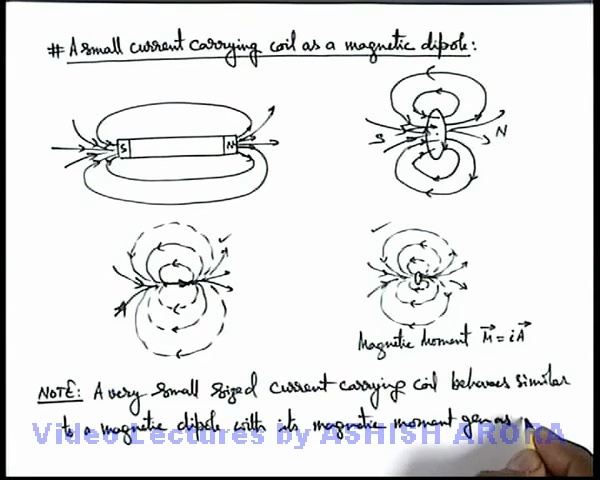 # A small current carrying coil as a magnetic dipole:
S N
S N
Magnetic Moment M⃗ = iA⃗
NOTE: A very small sized current carrying coil behaves similar
to a magnetic dipole with its magnetic moment given as
Video Lectures by ASHISH ARORA